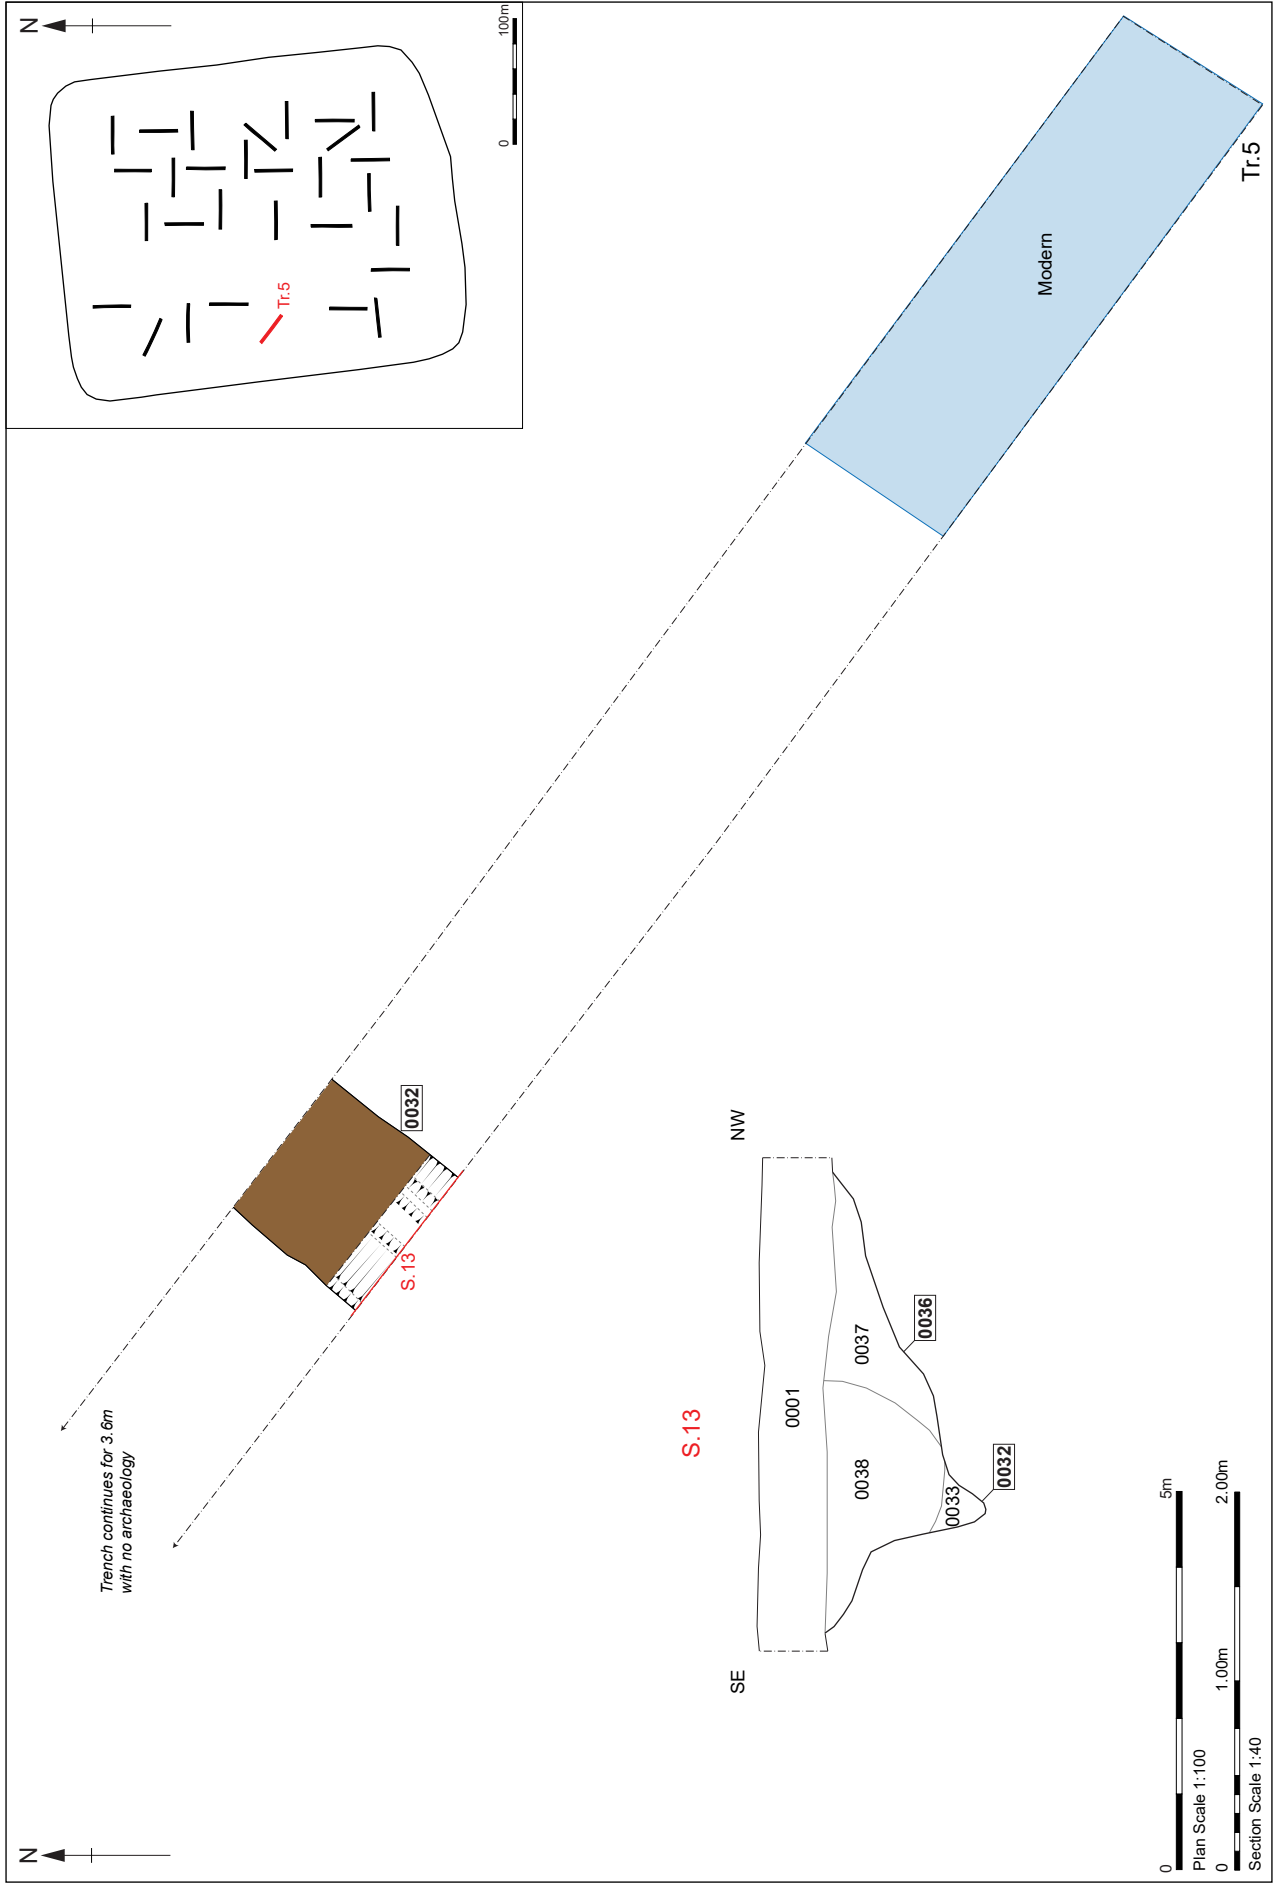 N
100m
0
Tr.5
Tr.5
Modern
0032
S.13
Trench continues for 3.6m
with no archaeology
N
S.13
SE
NW
0001
0038
0037
0033
0036
0032
0
5m
Plan Scale 1:100
0
1.00m
2.00m
Section Scale 1:40